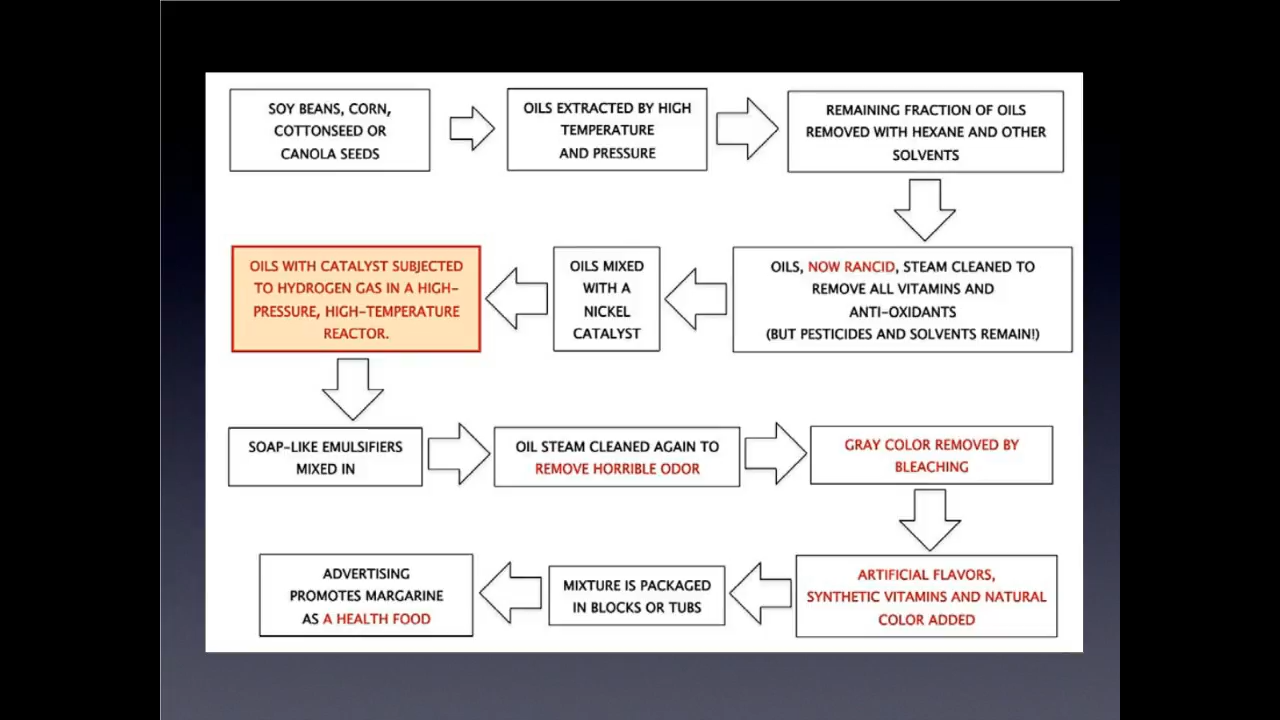 SOY BEANS, CORN,
COTTONSEED OR
CANOLA SEEDS
OILS EXTRACTED BY HIGH
TEMPERATURE
AND PRESSURE
REMAINING FRACTION OF OILS
REMOVED WITH HEXANE AND OTHER
SOLVENTS
OILS, NOW RANCID, STEAM CLEANED TO
REMOVE ALL VITAMINS AND
ANTI-OXIDANTS
(BUT PESTICIDES AND SOLVENTS REMAIN!)
OILS MIXED
WITH A
NICKEL
CATALYST
OILS WITH CATALYST SUBJECTED
TO HYDROGEN GAS IN A HIGH-
PRESSURE, HIGH-TEMPERATURE
REACTOR.
SOAP-LIKE EMULSIFIERS
MIXED IN
OIL STEAM CLEANED AGAIN TO
REMOVE HORRIBLE ODOR
GRAY COLOR REMOVED BY
BLEACHING
ARTIFICIAL FLAVORS,
SYNTHETIC VITAMINS AND NATURAL
COLOR ADDED
MIXTURE IS PACKAGED
IN BLOCKS OR TUBS
ADVERTISING
PROMOTES MARGARINE
AS A HEALTH FOOD